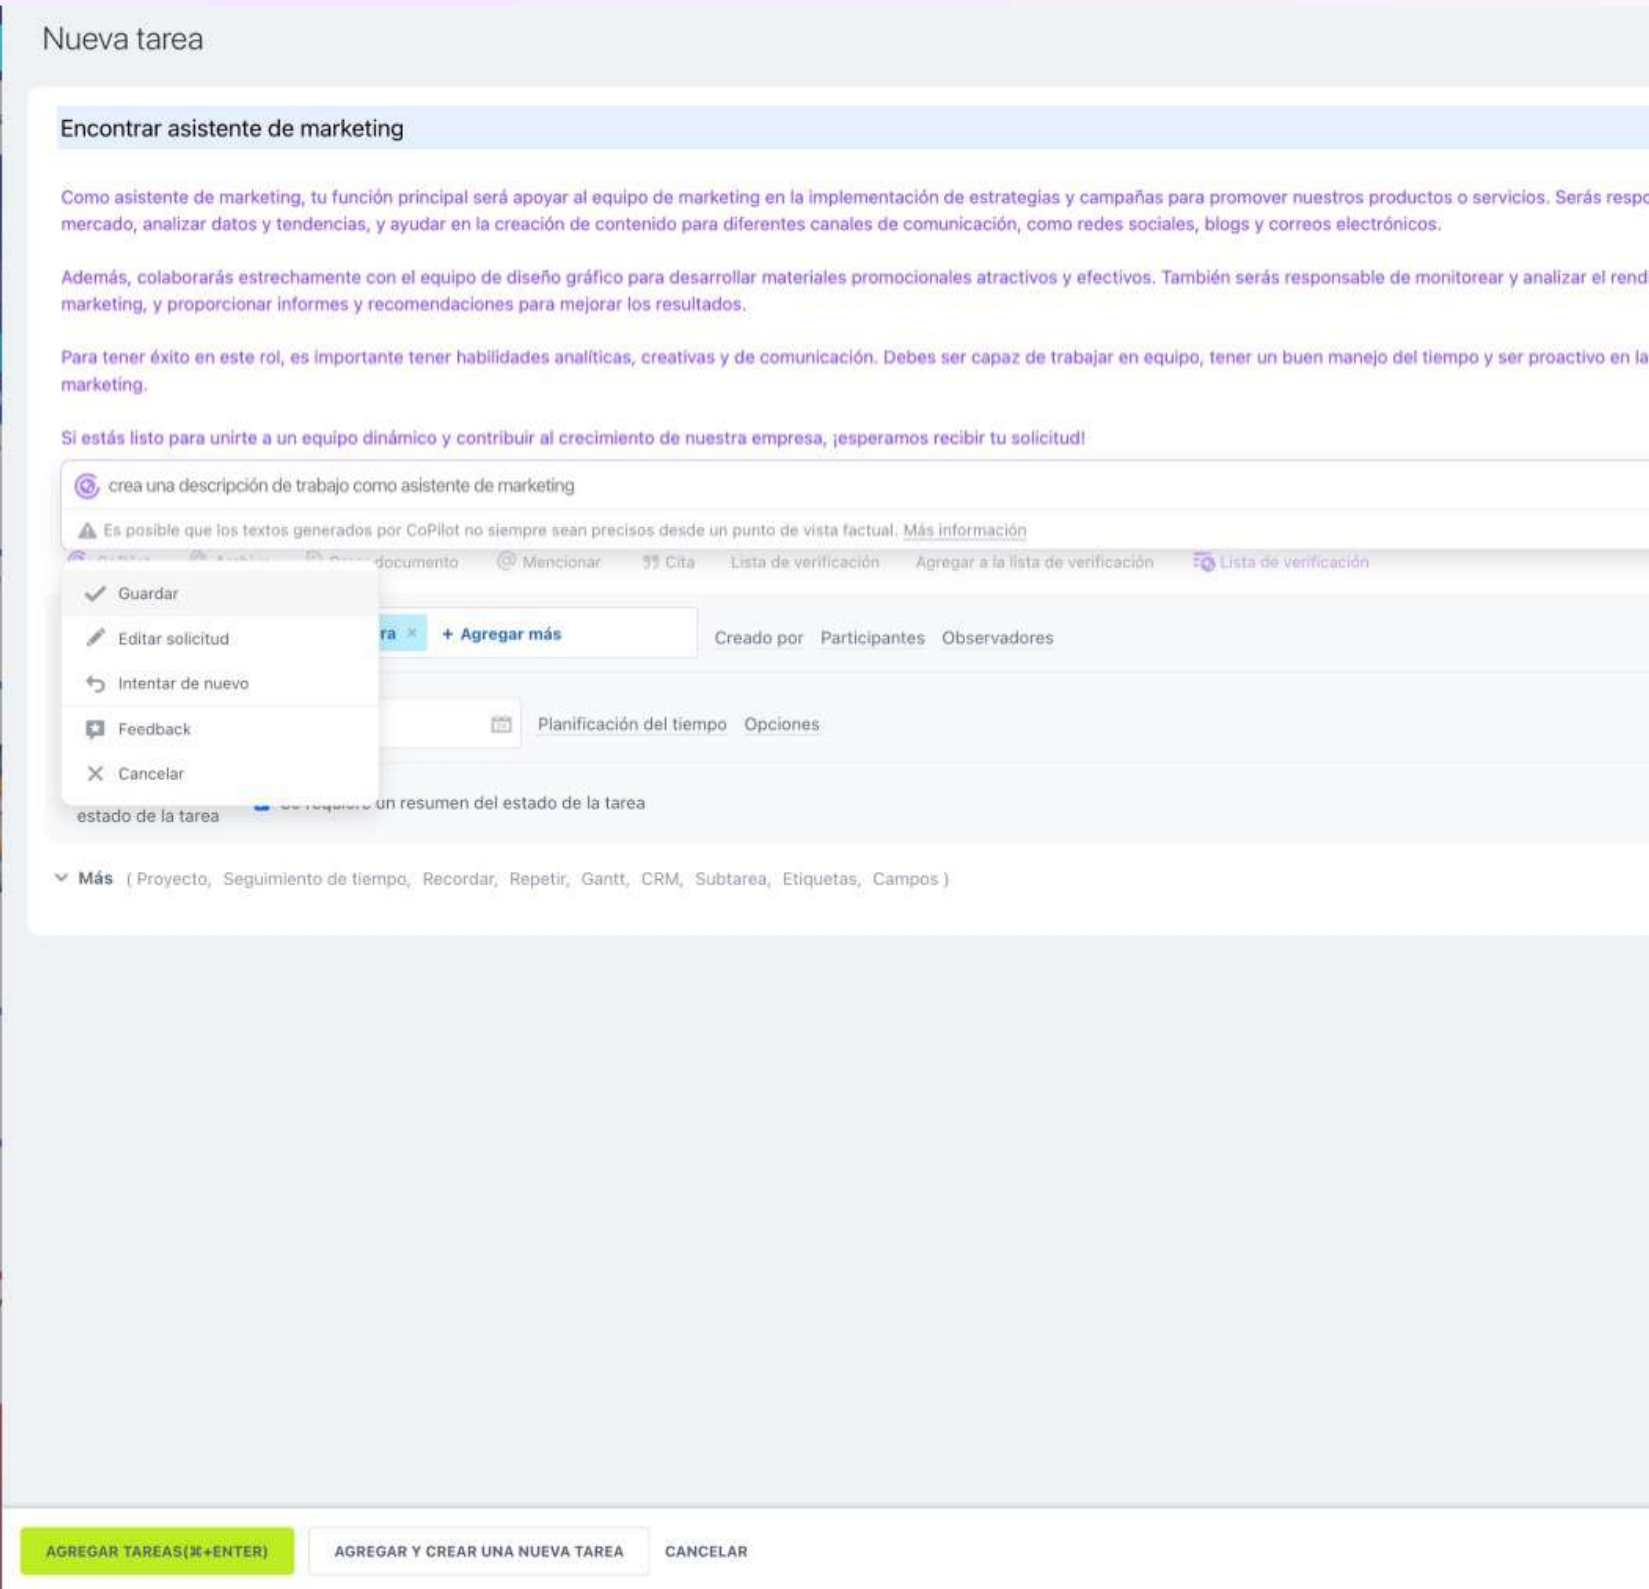 Nueva tarea
Encontrar asistente de marketing
Como asistente de marketing, tu función principal será apoyar al equipo de marketing en la implementación de estrategias y campañas para promover nuestros productos o servicios. Serás
mercado, analizar datos y tendencias, y ayudar en la creación de contenido para diferentes canales de comunicación, como redes sociales, blogs y correos electrónicos.
Además, colaborarás estrechamente con el equipo de diseño gráfico para desarrollar materiales promocionales atractivos y efectivos. También serás responsable de monitorear y analizar el
marketing, y proporcionar informes y recomendaciones para mejorar los resultados.
Para tener éxito en este rol, es importante tener habilidades analíticas, creativas y de comunicación. Debes ser capaz de trabajar en equipo, tener un buen manejo del tiempo y ser proactivo en la
marketing.
Si estás listo para unirte a un equipo dinámico y contribuir al crecimiento de nuestra empresa, ¡esperamos recibir tu solicitud!
crea una descripción de trabajo como asistente de marketing
Es posible que los textos generados por CoPilot no siempre sean precisos desde un punto de vista factual. Más información
documento Mencionar Cita Lista de verificación Agregar a la lista de verificación Lista de verificación
Guardar
Editar solicitud
ra × + Agregar más Creado por Participantes Observadores
Intentar de nuevo
Feedback
Planificación del tiempo Opciones
Cancelar
un resumen del estado de la tarea
estado de la tarea
Más ( Proyecto, Seguimiento de tiempo, Recordar, Repetir, Gantt, CRM, Subtarea, Etiquetas, Campos )
AGREGAR TAREAS(⌘+ENTER) AGREGAR Y CREAR UNA NUEVA TAREA CANCELAR